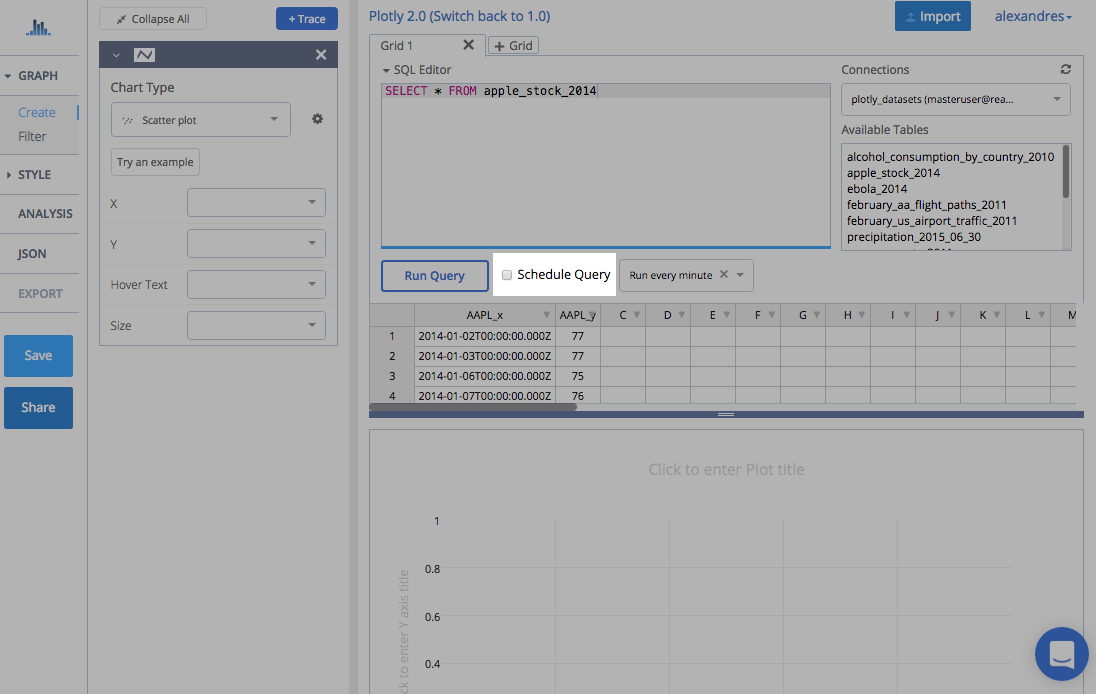 GRAPH
Create
Filter
STYLE
ANALYSIS
JSON
EXPORT
Save
Share
Collapse All
+ Trace
Chart Type
Scatter plot
Try an example
X
Y
Hover Text
Size
Plotly 2.0 (Switch back to 1.0)
Import
alexandres
Grid 1
+ Grid
SQL Editor
SELECT * FROM apple_stock_2014
Connections
plotly_datasets (masteruser@rea...
Available Tables
alcohol_consumption_by_country_2010
apple_stock_2014
ebola_2014
february_aa_flight_paths_2011
february_us_airport_traffic_2011
precipitation_2015_06_30
Run Query
Schedule Query
Run every minute
AAPL_x AAPL_y C D E F G H I J K L M
1 2014-01-02T00:00:00.000Z 77
2 2014-01-03T00:00:00.000Z 77
3 2014-01-06T00:00:00.000Z 75
4 2014-01-07T00:00:00.000Z 76
Click to enter Plot title
1
0.8
0.6
0.4
ck to enter Y axis title